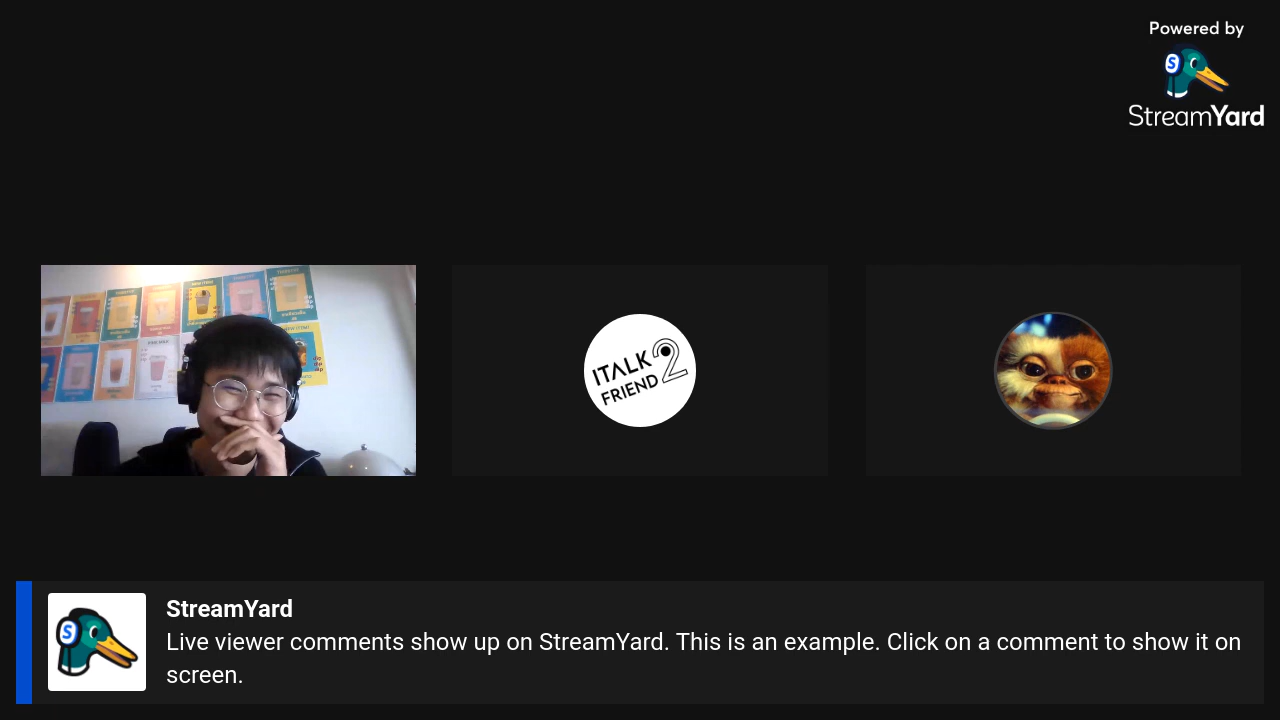 Powered by
S
StreamYard
ITALK
2
FRIEND
S
StreamYard
Live viewer comments show up on StreamYard. This is an example. Click on a comment to show it on
screen.